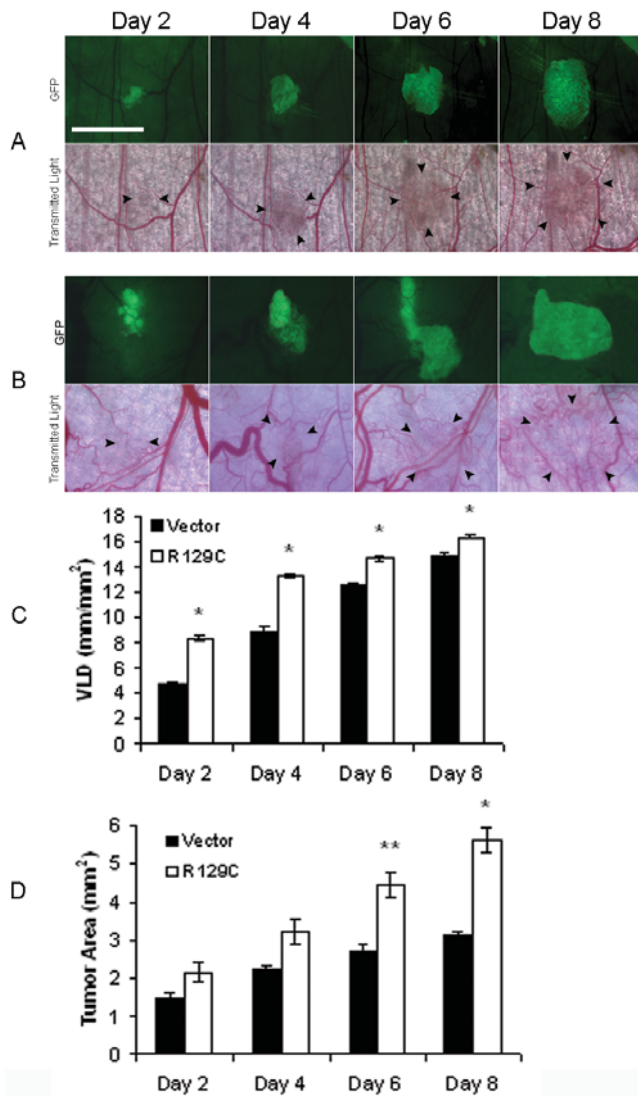 Day 2 Day 4 Day 6 Day 8
A
GFP
Transmitted Light
B
GFP
Transmitted Light
C
VLD (mm/mm²)
18
16
14
12
10
8
6
4
2
0
Vector
R129C
* * * *
Day 2 Day 4 Day 6 Day 8
D
Tumor Area (mm²)
6
5
4
3
2
1
0
Vector
R129C
** *
Day 2 Day 4 Day 6 Day 8